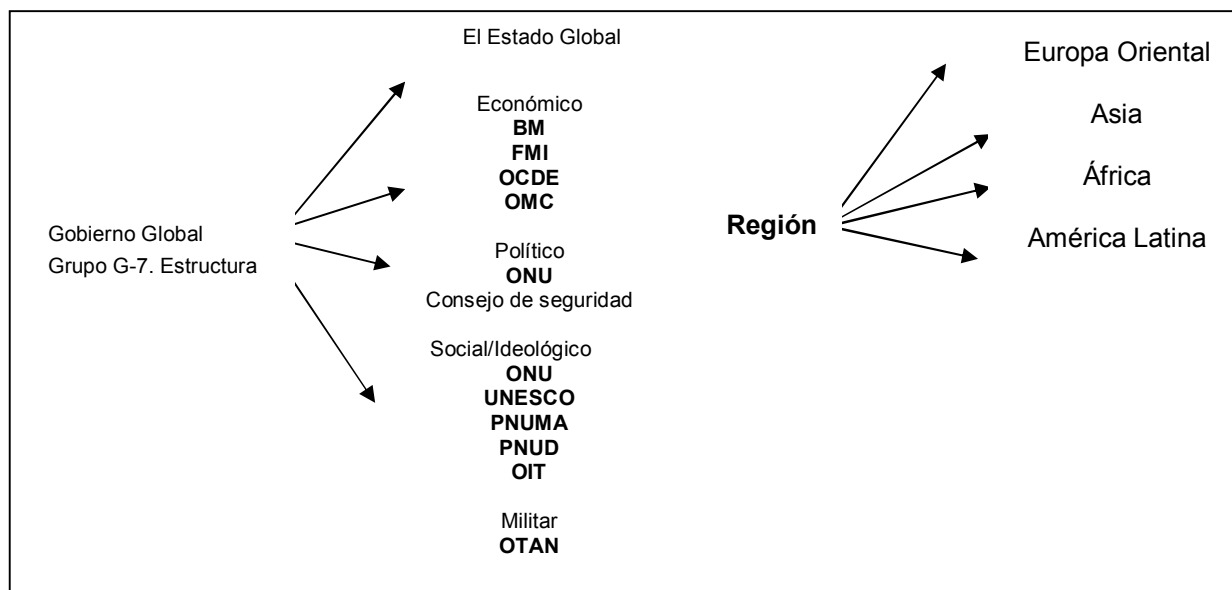 Gobierno Global
Grupo G-7. Estructura
El Estado Global
Económico
BM
FMI
OCDE
OMC
Político
ONU
Consejo de seguridad
Social/Ideológico
ONU
UNESCO
PNUMA
PNUD
OIT
Militar
OTAN
Región
Europa Oriental
Asia
África
América Latina